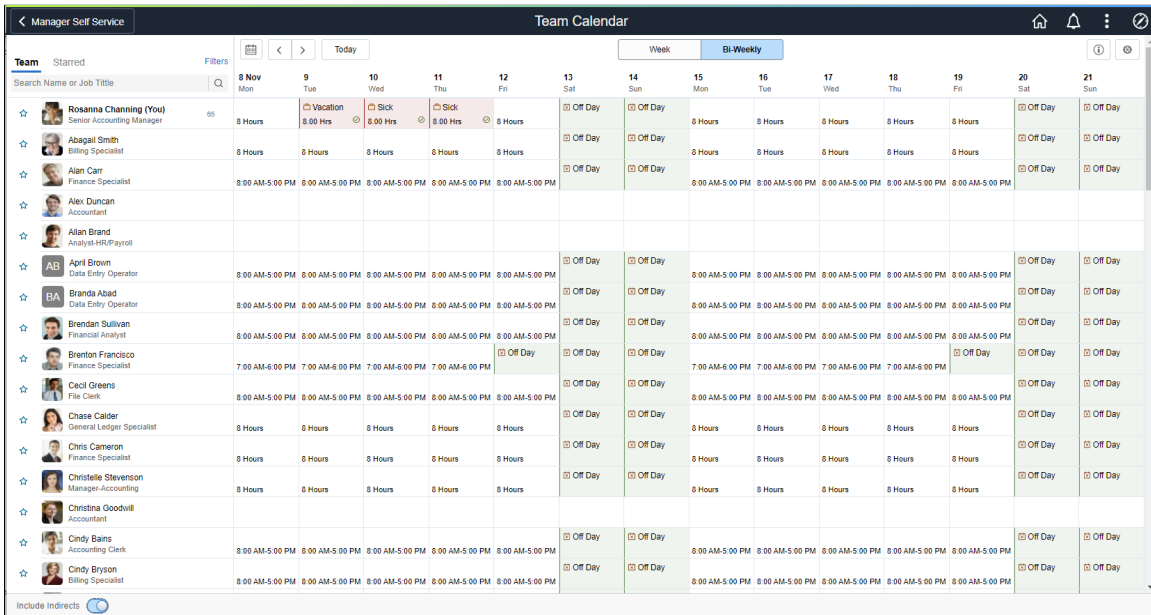 Manager Self Service
Team Calendar
Today
Week
Bi-Weekly
Team Starred Filters
Search Name or Job Tittle
8 Nov 9 10 11 12 13 14 15 16 17 18 19 20 21
Mon Tue Wed Thu Fri Sat Sun Mon Tue Wed Thu Fri Sat Sun
Rosanna Channing (You) Vacation Sick Sick Off Day Off Day Off Day Off Day
Senior Accounting Manager 65 8 Hours 8.00 Hrs 8.00 Hrs 8.00 Hrs 8 Hours 8 Hours 8 Hours 8 Hours 8 Hours 8 Hours
Abagail Smith Off Day Off Day Off Day Off Day
Billing Specialist 8 Hours 8 Hours 8 Hours 8 Hours 8 Hours 8 Hours 8 Hours 8 Hours 8 Hours 8 Hours
Alan Carr Off Day Off Day Off Day Off Day
Finance Specialist 8:00 AM-5:00 PM 8:00 AM-5:00 PM 8:00 AM-5:00 PM 8:00 AM-5:00 PM 8:00 AM-5:00 PM 8:00 AM-5:00 PM 8:00 AM-5:00 PM 8:00 AM-5:00 PM 8:00 AM-5:00 PM 8:00 AM-5:00 PM
Alex Duncan
Accountant
Allan Brand
Analyst-HR/Payroll
AB April Brown Off Day Off Day Off Day Off Day
Data Entry Operator 8:00 AM-5:00 PM 8:00 AM-5:00 PM 8:00 AM-5:00 PM 8:00 AM-5:00 PM 8:00 AM-5:00 PM 8:00 AM-5:00 PM 8:00 AM-5:00 PM 8:00 AM-5:00 PM 8:00 AM-5:00 PM 8:00 AM-5:00 PM
BA Branda Abad Off Day Off Day Off Day Off Day
Data Entry Operator 8:00 AM-5:00 PM 8:00 AM-5:00 PM 8:00 AM-5:00 PM 8:00 AM-5:00 PM 8:00 AM-5:00 PM 8:00 AM-5:00 PM 8:00 AM-5:00 PM 8:00 AM-5:00 PM 8:00 AM-5:00 PM 8:00 AM-5:00 PM
Brendan Sullivan Off Day Off Day Off Day Off Day
Financial Analyst 8:00 AM-5:00 PM 8:00 AM-5:00 PM 8:00 AM-5:00 PM 8:00 AM-5:00 PM 8:00 AM-5:00 PM 8:00 AM-5:00 PM 8:00 AM-5:00 PM 8:00 AM-5:00 PM 8:00 AM-5:00 PM 8:00 AM-5:00 PM
Brenton Francisco Off Day Off Day Off Day Off Day Off Day Off Day
Finance Specialist 7:00 AM-6:00 PM 7:00 AM-6:00 PM 7:00 AM-6:00 PM 7:00 AM-6:00 PM 7:00 AM-6:00 PM 7:00 AM-6:00 PM 7:00 AM-6:00 PM 7:00 AM-6:00 PM
Cecil Greens Off Day Off Day Off Day Off Day
File Clerk 8:00 AM-5:00 PM 8:00 AM-5:00 PM 8:00 AM-5:00 PM 8:00 AM-5:00 PM 8:00 AM-5:00 PM 8:00 AM-5:00 PM 8:00 AM-5:00 PM 8:00 AM-5:00 PM 8:00 AM-5:00 PM 8:00 AM-5:00 PM
Chase Calder Off Day Off Day Off Day Off Day
General Ledger Specialist 8 Hours 8 Hours 8 Hours 8 Hours 8 Hours 8 Hours 8 Hours 8 Hours 8 Hours 8 Hours
Chris Cameron Off Day Off Day Off Day Off Day
Finance Specialist 8 Hours 8 Hours 8 Hours 8 Hours 8 Hours 8 Hours 8 Hours 8 Hours 8 Hours 8 Hours
Christelle Stevenson Off Day Off Day Off Day Off Day
Manager-Accounting 8 Hours 8 Hours 8 Hours 8 Hours 8 Hours 8 Hours 8 Hours 8 Hours 8 Hours 8 Hours
Christina Goodwill
Accountant
Cindy Bains Off Day Off Day Off Day Off Day
Accounting Clerk 8:00 AM-5:00 PM 8:00 AM-5:00 PM 8:00 AM-5:00 PM 8:00 AM-5:00 PM 8:00 AM-5:00 PM 8:00 AM-5:00 PM 8:00 AM-5:00 PM 8:00 AM-5:00 PM 8:00 AM-5:00 PM 8:00 AM-5:00 PM
Cindy Bryson Off Day Off Day Off Day Off Day
Billing Specialist 8:00 AM-5:00 PM 8:00 AM-5:00 PM 8:00 AM-5:00 PM 8:00 AM-5:00 PM 8:00 AM-5:00 PM 8:00 AM-5:00 PM 8:00 AM-5:00 PM 8:00 AM-5:00 PM 8:00 AM-5:00 PM 8:00 AM-5:00 PM
Include Indirects